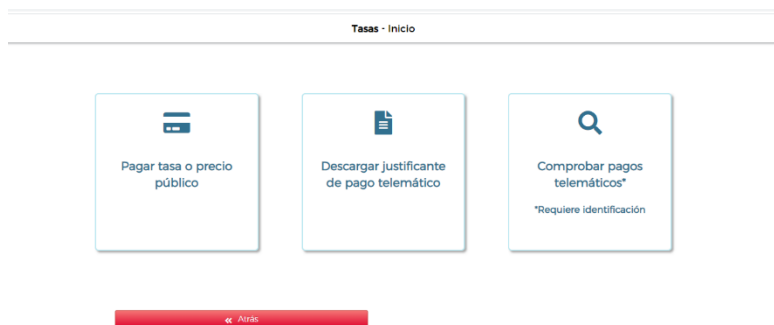 Tasas - Inicio
Pagar tasa o precio
público
Descargar justificante
de pago telemático
Comprobar pagos
telemáticos*
*Requiere identificación
« Atrás